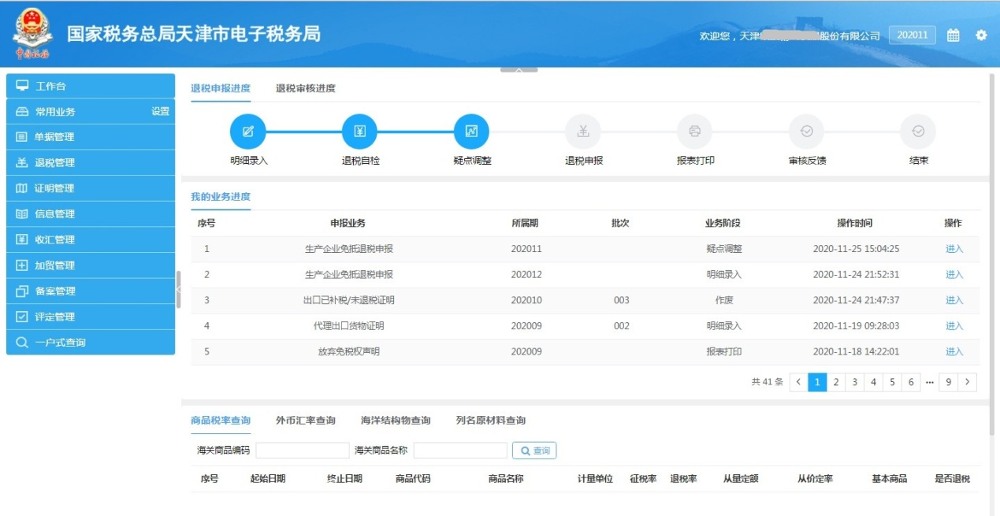 国家税务总局天津市电子税务局
中国税务
欢迎您，天津 股份有限公司 202011
工作台
常用业务 设置
单据管理
退税管理
证明管理
信息管理
收汇管理
加贸管理
备案管理
评定管理
一户式查询
退税申报进度 退税审核进度
明细录入 退税自检 疑点调整 退税申报 报表打印 审核反馈 结束
我的业务进度
序号 申报业务 所属期 批次 业务阶段 操作时间 操作
1 生产企业免抵退税申报 202011 疑点调整 2020-11-25 15:04:25 进入
2 生产企业免抵退税申报 202012 明细录入 2020-11-24 21:52:31 进入
3 出口已补税/未退税证明 202010 003 作废 2020-11-24 21:47:37 进入
4 代理出口货物证明 202009 002 明细录入 2020-11-19 09:28:03 进入
5 放弃免税权声明 202009 报表打印 2020-11-18 14:22:01 进入
共 41 条 < 1 2 3 4 5 6 ··· 9 >
商品税率查询 外币汇率查询 海洋结构物查询 列名原材料查询
海关商品编码 海关商品名称 查询
序号 起始日期 终止日期 商品代码 商品名称 计量单位 征税率 退税率 从量定额 从价定率 基本商品 是否退税